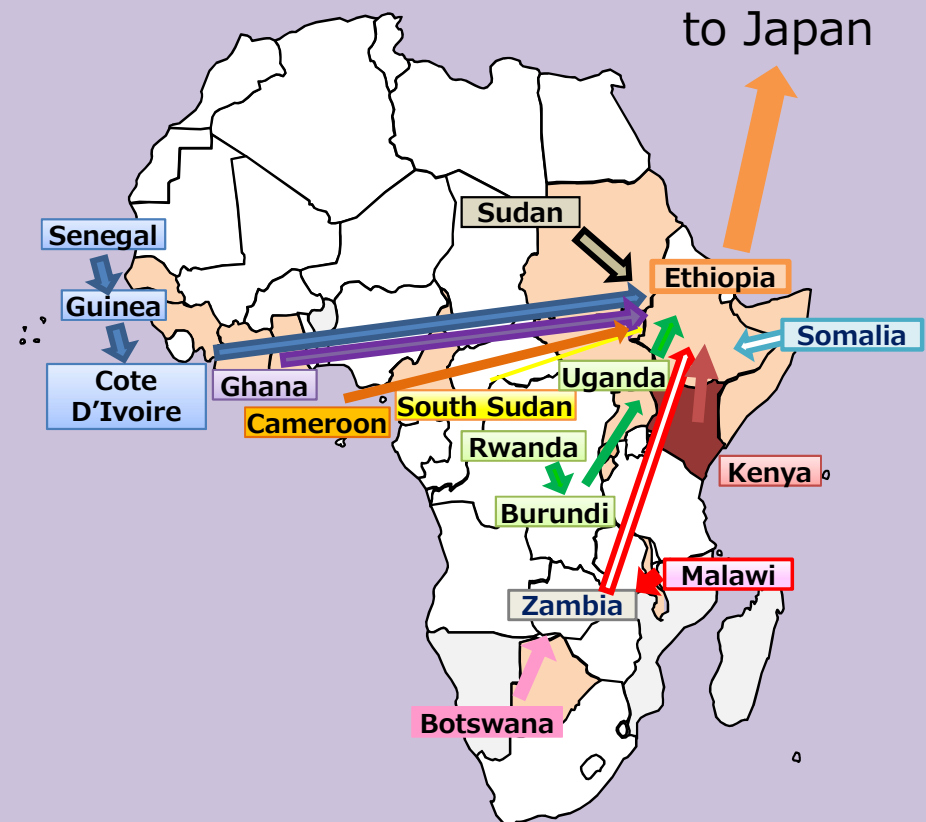 to Japan
Sudan
Senegal
Ethiopia
Guinea
Somalia
Cote
D’Ivoire
Ghana
Uganda
South Sudan
Cameroon
Rwanda
Kenya
Burundi
Malawi
Zambia
Botswana